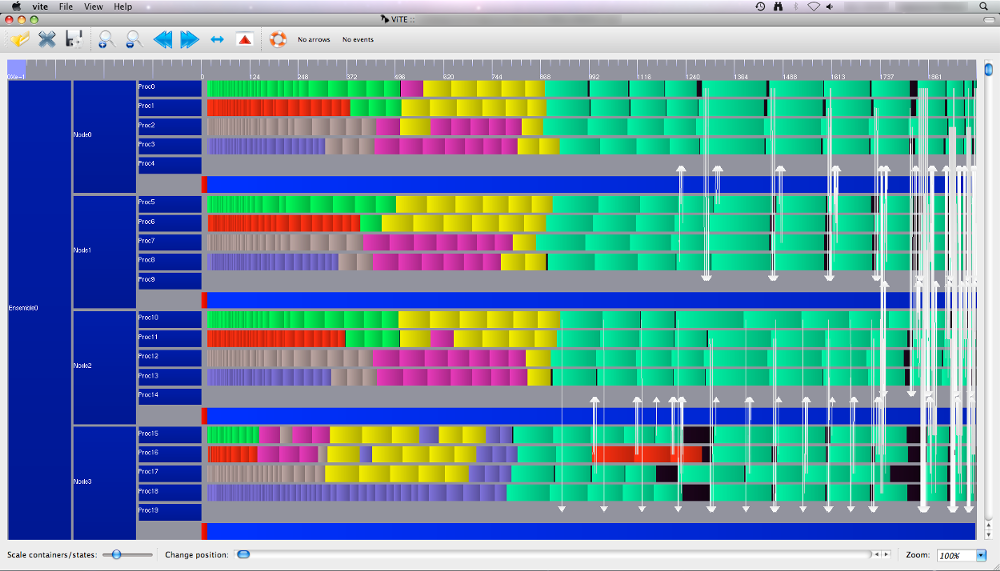 vite File View Help
ViTE ::
No arrows No events
0 124 248 372 496 620 744 868 992 1116 1240 1364 1488 1613 1737 1861
Ensemble0
Node0
Proc0
Proc1
Proc2
Proc3
Proc4
Node1
Proc5
Proc6
Proc7
Proc8
Proc9
Node2
Proc10
Proc11
Proc12
Proc13
Proc14
Node3
Proc15
Proc16
Proc17
Proc18
Proc19
Scale containers/states: Change position: Zoom: 100%